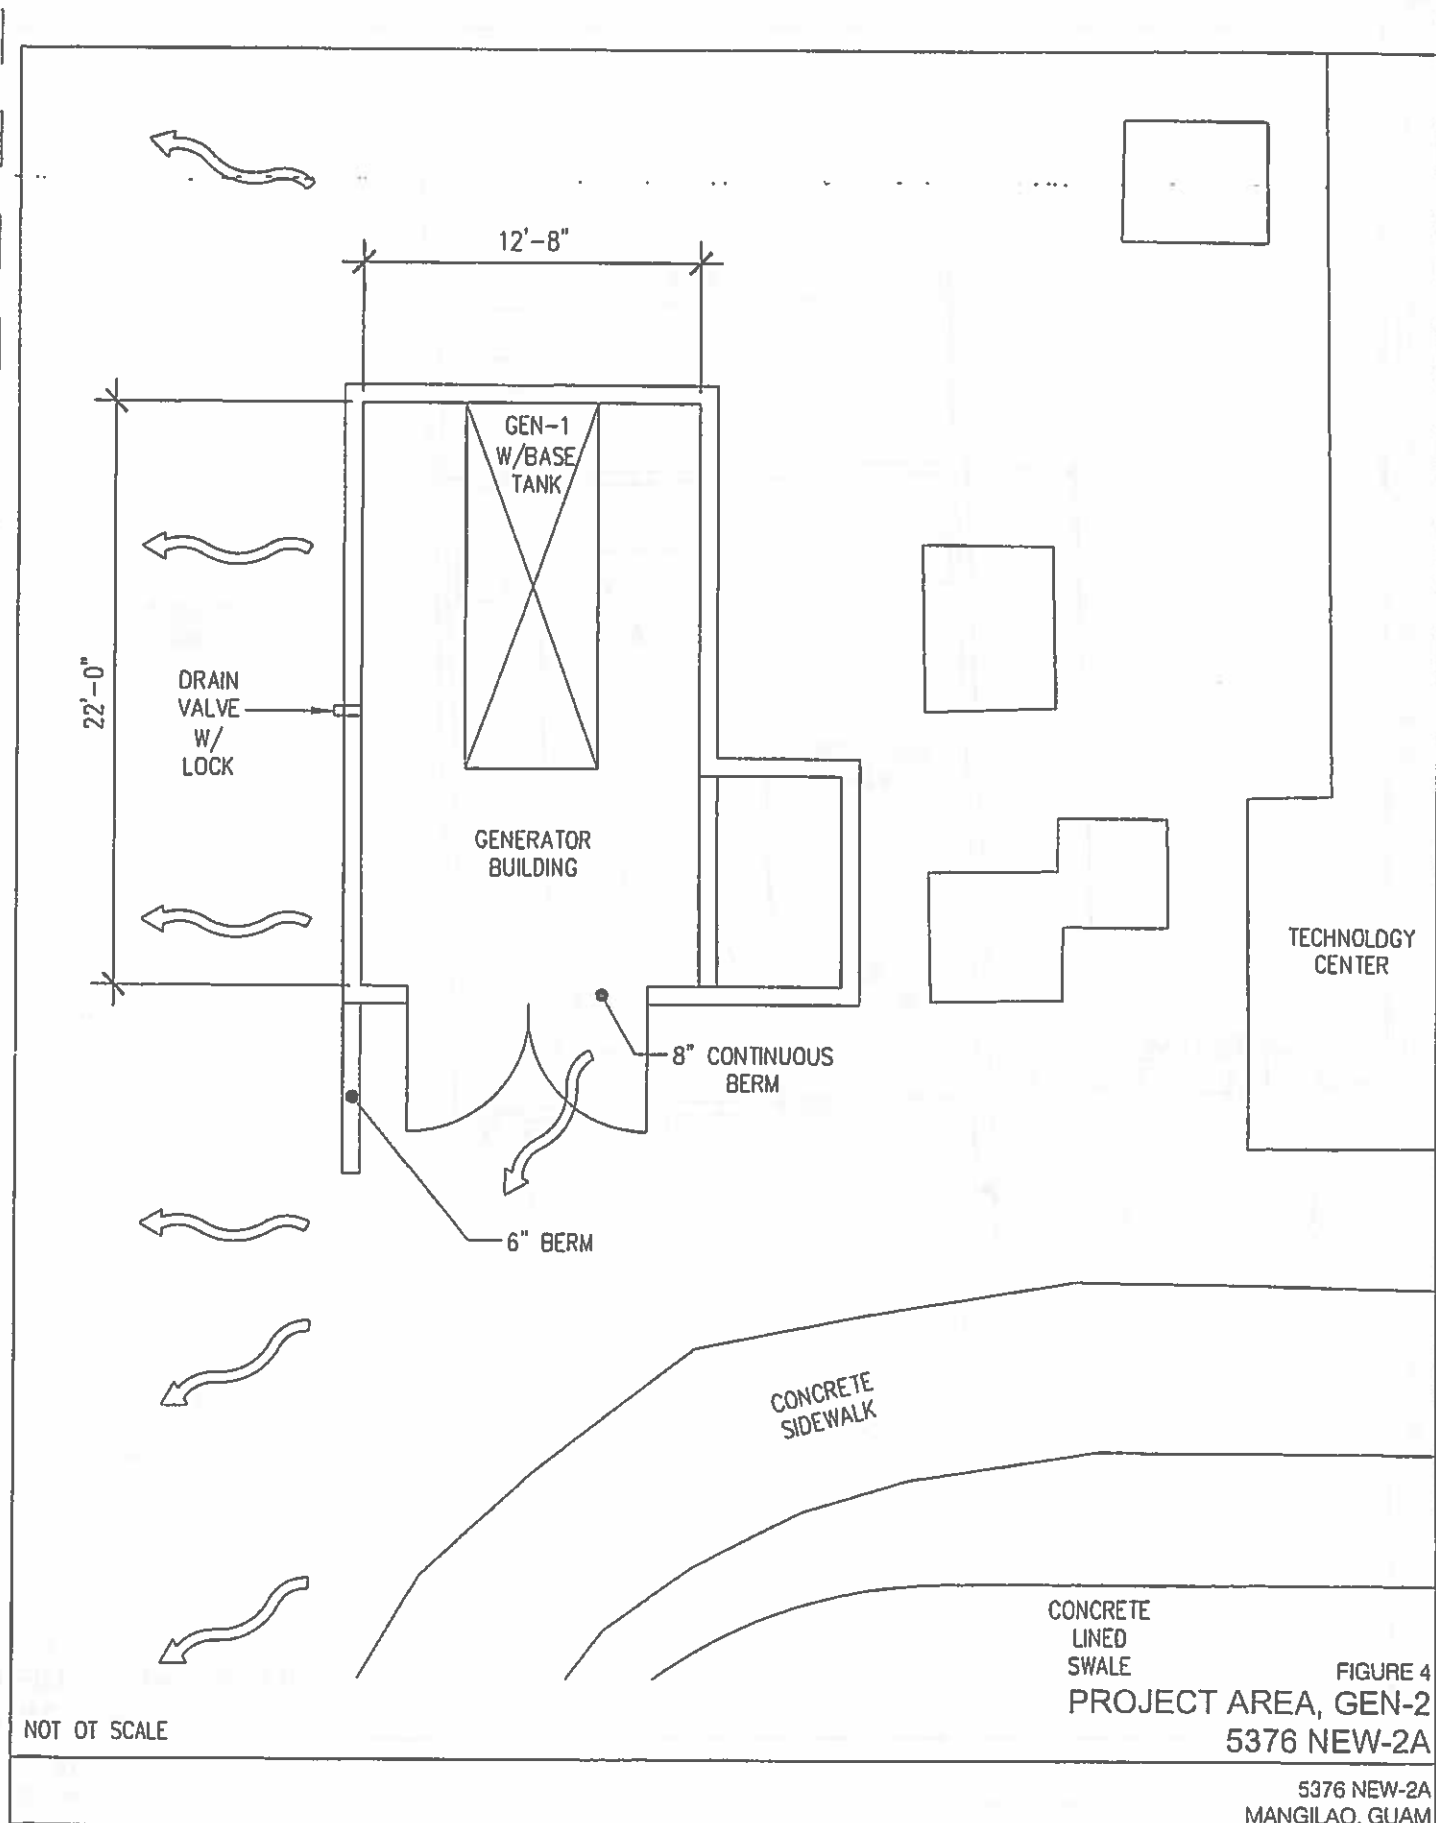 12'-8"
GEN-1
W/BASE
TANK
22'-0"
DRAIN
VALVE
W/
LOCK
GENERATOR
BUILDING
TECHNOLOGY
CENTER
8" CONTINUOUS
BERM
6" BERM
CONCRETE
SIDEWALK
CONCRETE
LINED
SWALE
FIGURE 4
PROJECT AREA, GEN-2
5376 NEW-2A
NOT OT SCALE
5376 NEW-2A
MANGILAO, GUAM